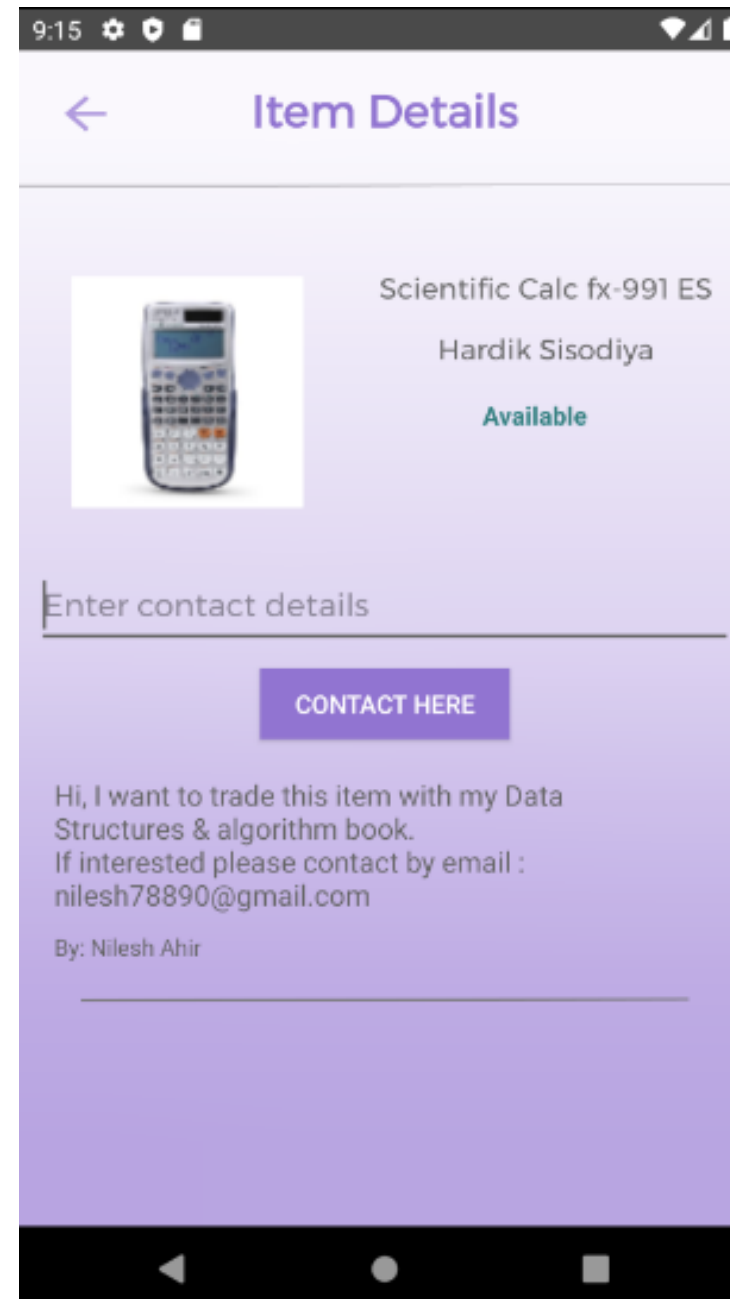 9:15
Item Details
Scientific Calc fx-991 ES
Hardik Sisodiya
Available
Enter contact details
CONTACT HERE
Hi, I want to trade this item with my Data
Structures & algorithm book.
If interested please contact by email :
nilesh78890@gmail.com
By: Nilesh Ahir